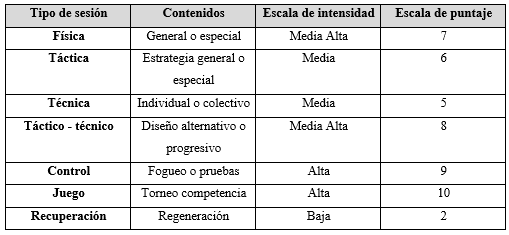 Tipo de sesión Contenidos Escala de intensidad Escala de puntaje
Física General o especial Media Alta 7
Táctica Estrategia general o especial Media 6
Técnica Individual o colectivo Media 5
Táctico - técnico Diseño alternativo o progresivo Media Alta 8
Control Fogueo o pruebas Alta 9
Juego Torneo competencia Alta 10
Recuperación Regeneración Baja 2